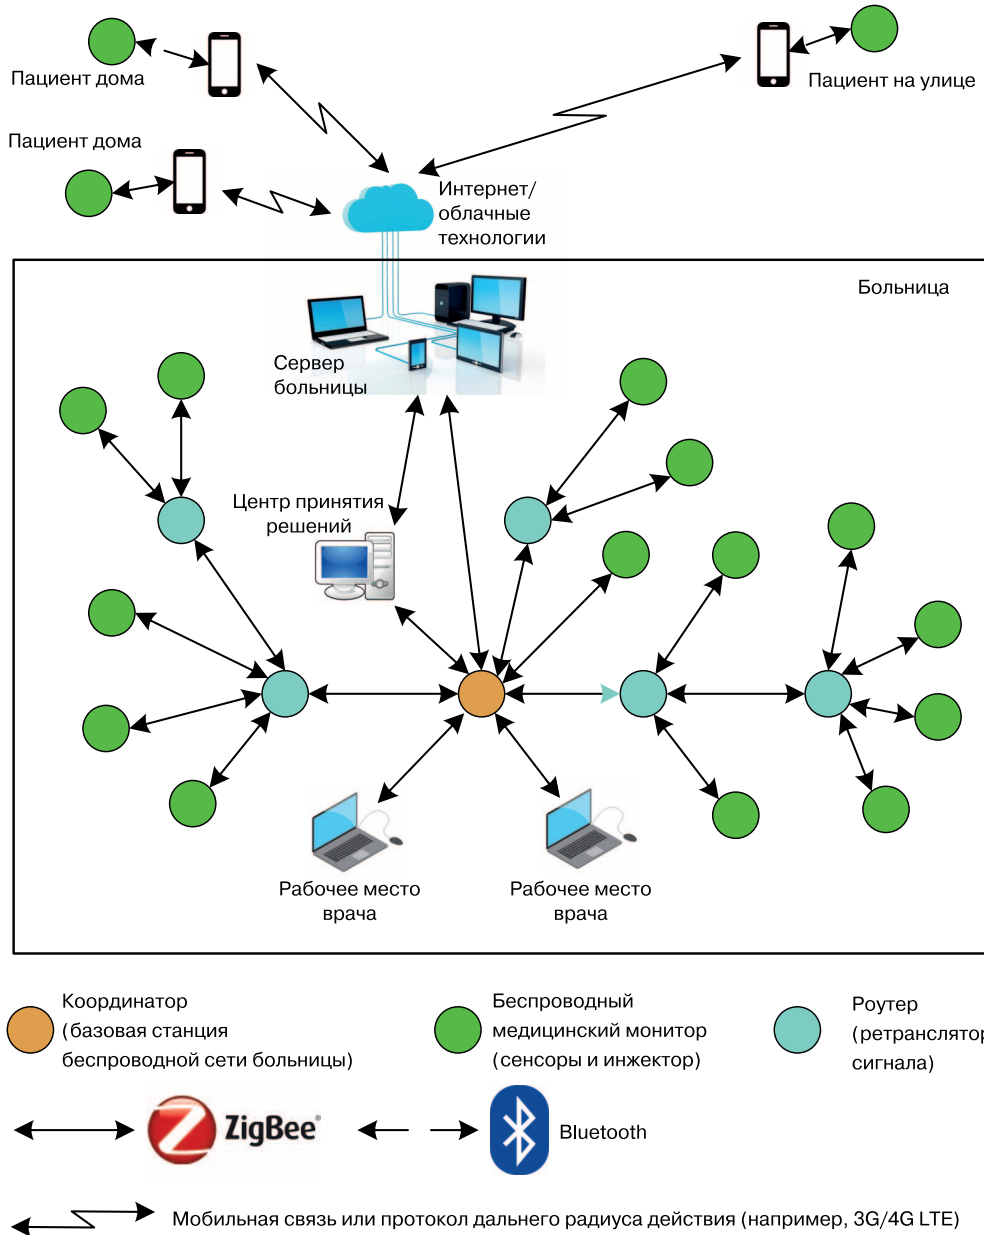 Пациент дома
Пациент на улице
Пациент дома
Интернет/
облачные
технологии
Больница
Сервер
больницы
Центр принятия
решений
Рабочее место
врача
Рабочее место
врача
Координатор
(базовая станция
беспроводной сети больницы)
Беспроводный
медицинский монитор
(сенсоры и инжектор)
Роутер
(ретранслятор
сигнала)
ZigBee®
Bluetooth
Мобильная связь или протокол дальнего радиуса действия (например, 3G/4G LTE)